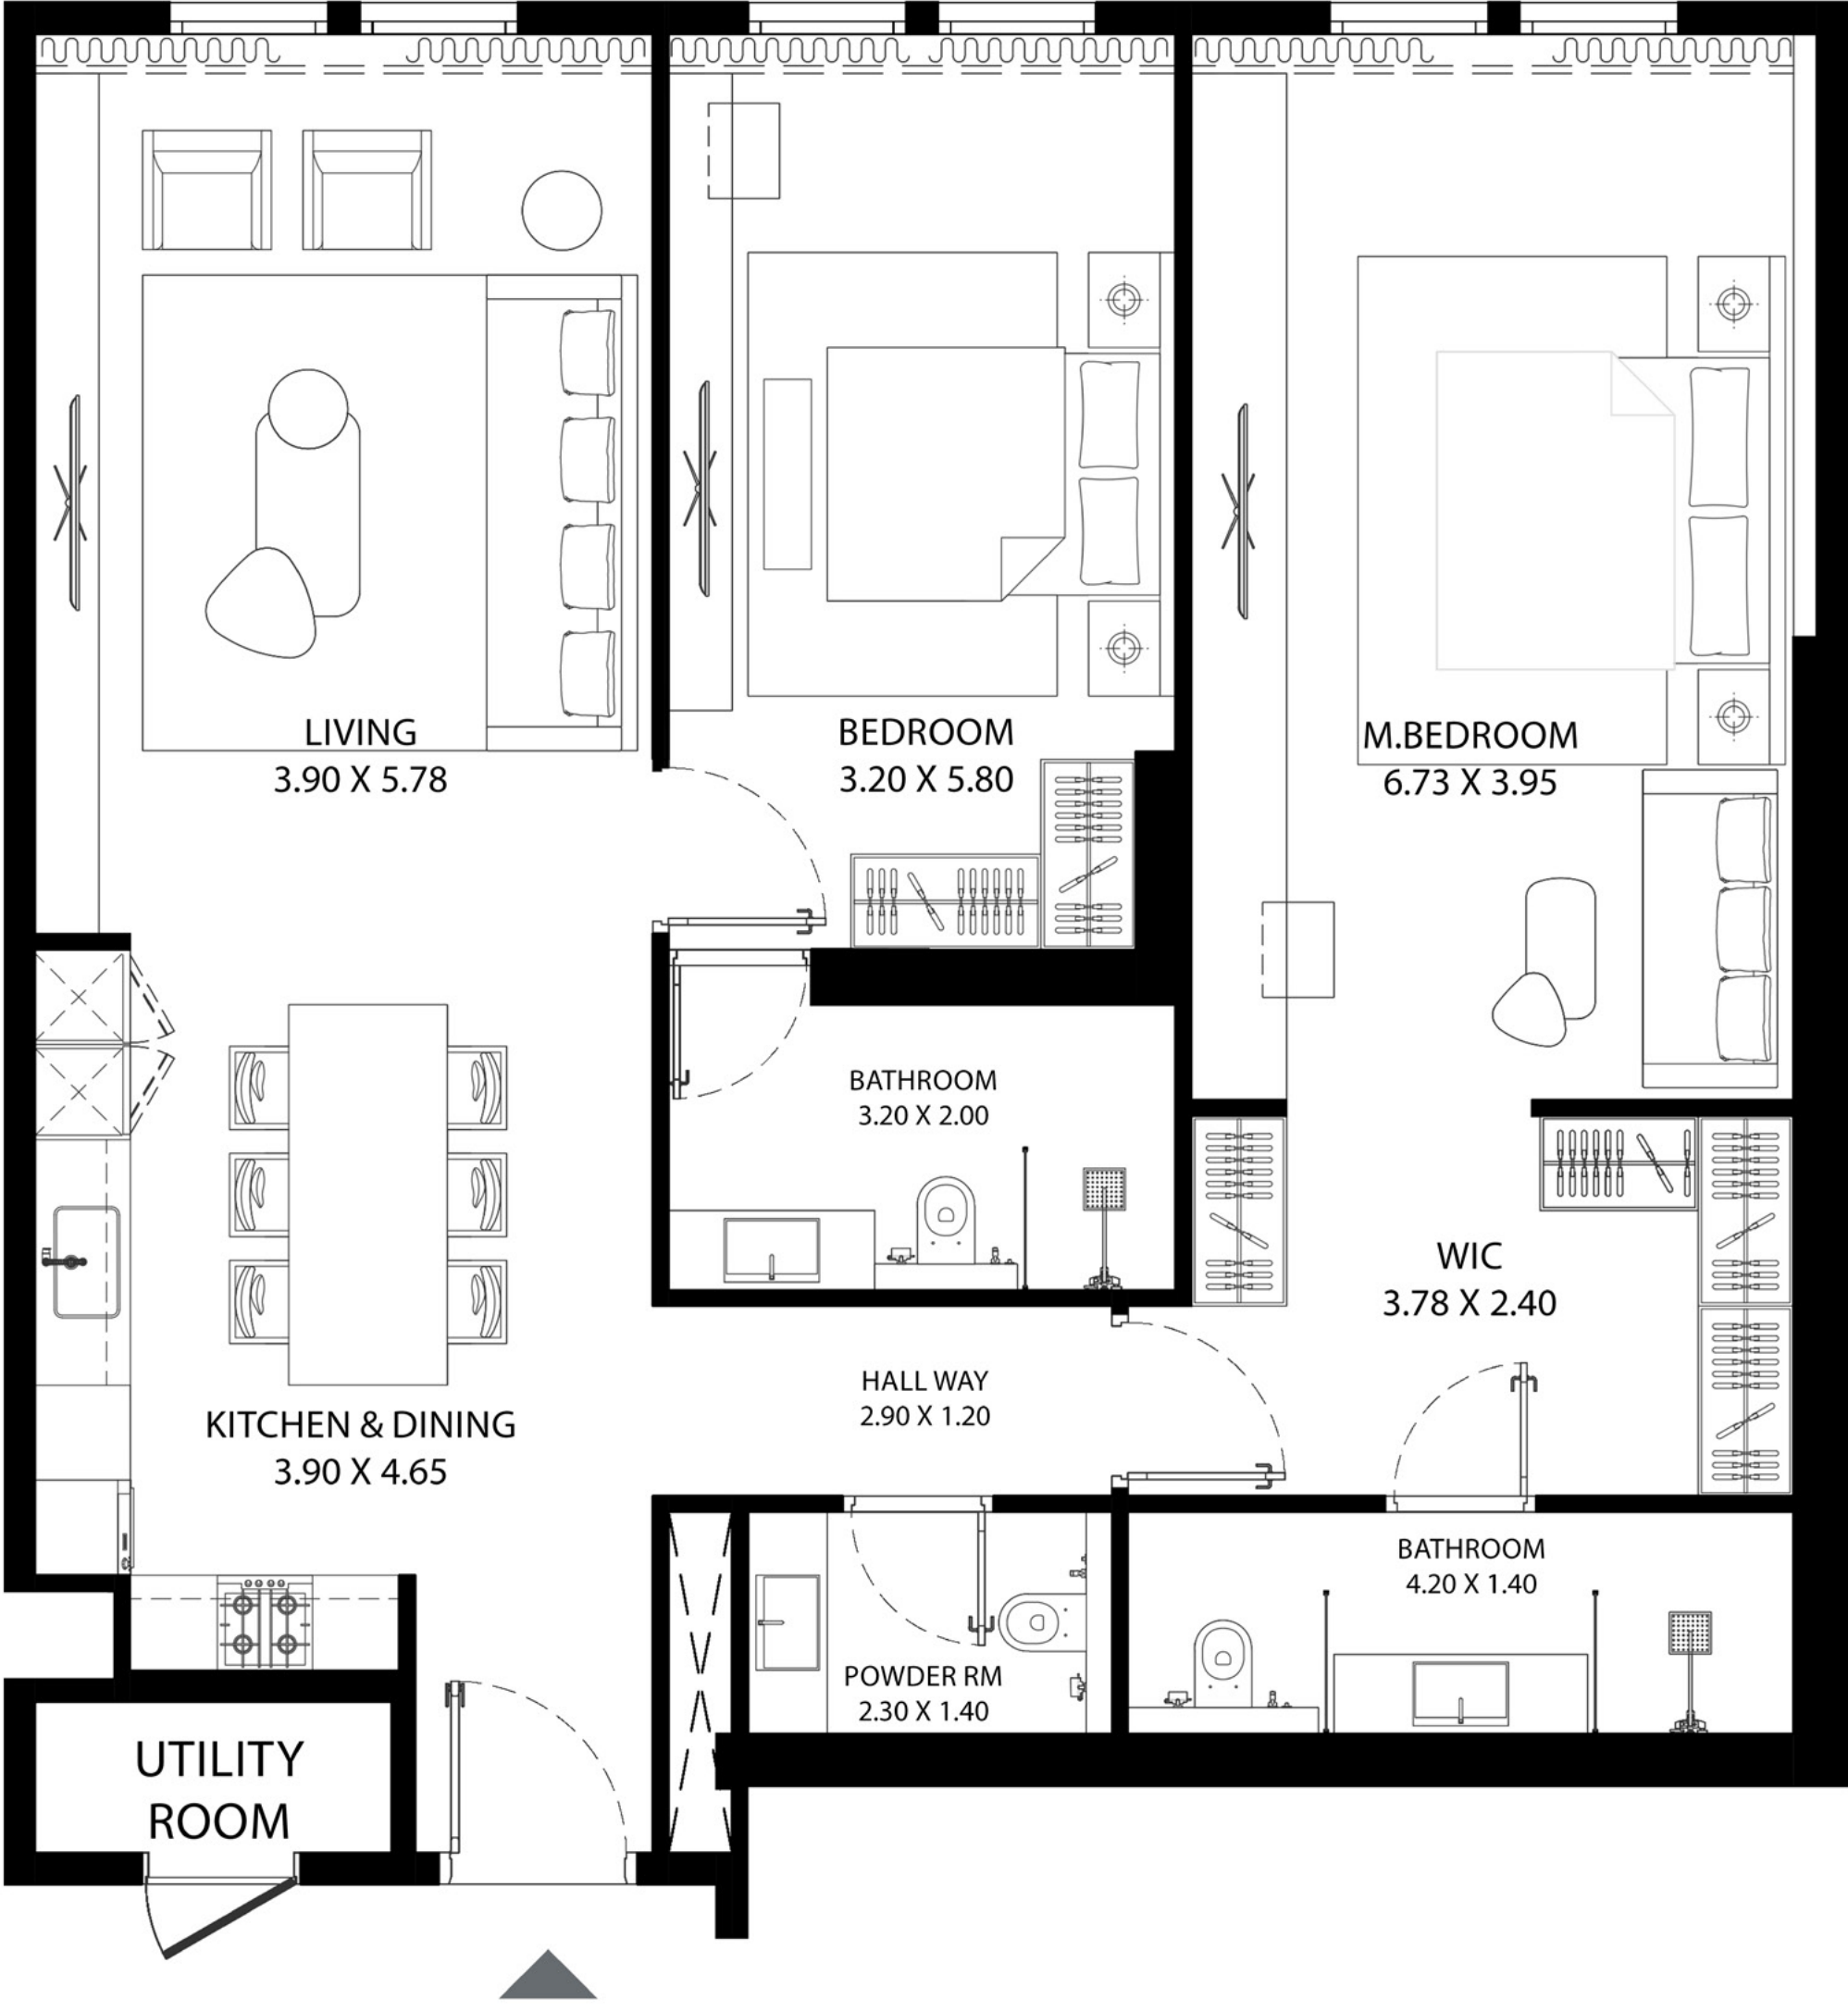 LIVING
3.90 X 5.78
BEDROOM
3.20 X 5.80
M.BEDROOM
6.73 X 3.95
BATHROOM
3.20 X 2.00
WIC
3.78 X 2.40
HALL WAY
2.90 X 1.20
KITCHEN & DINING
3.90 X 4.65
BATHROOM
4.20 X 1.40
POWDER RM
2.30 X 1.40
UTILITY
ROOM